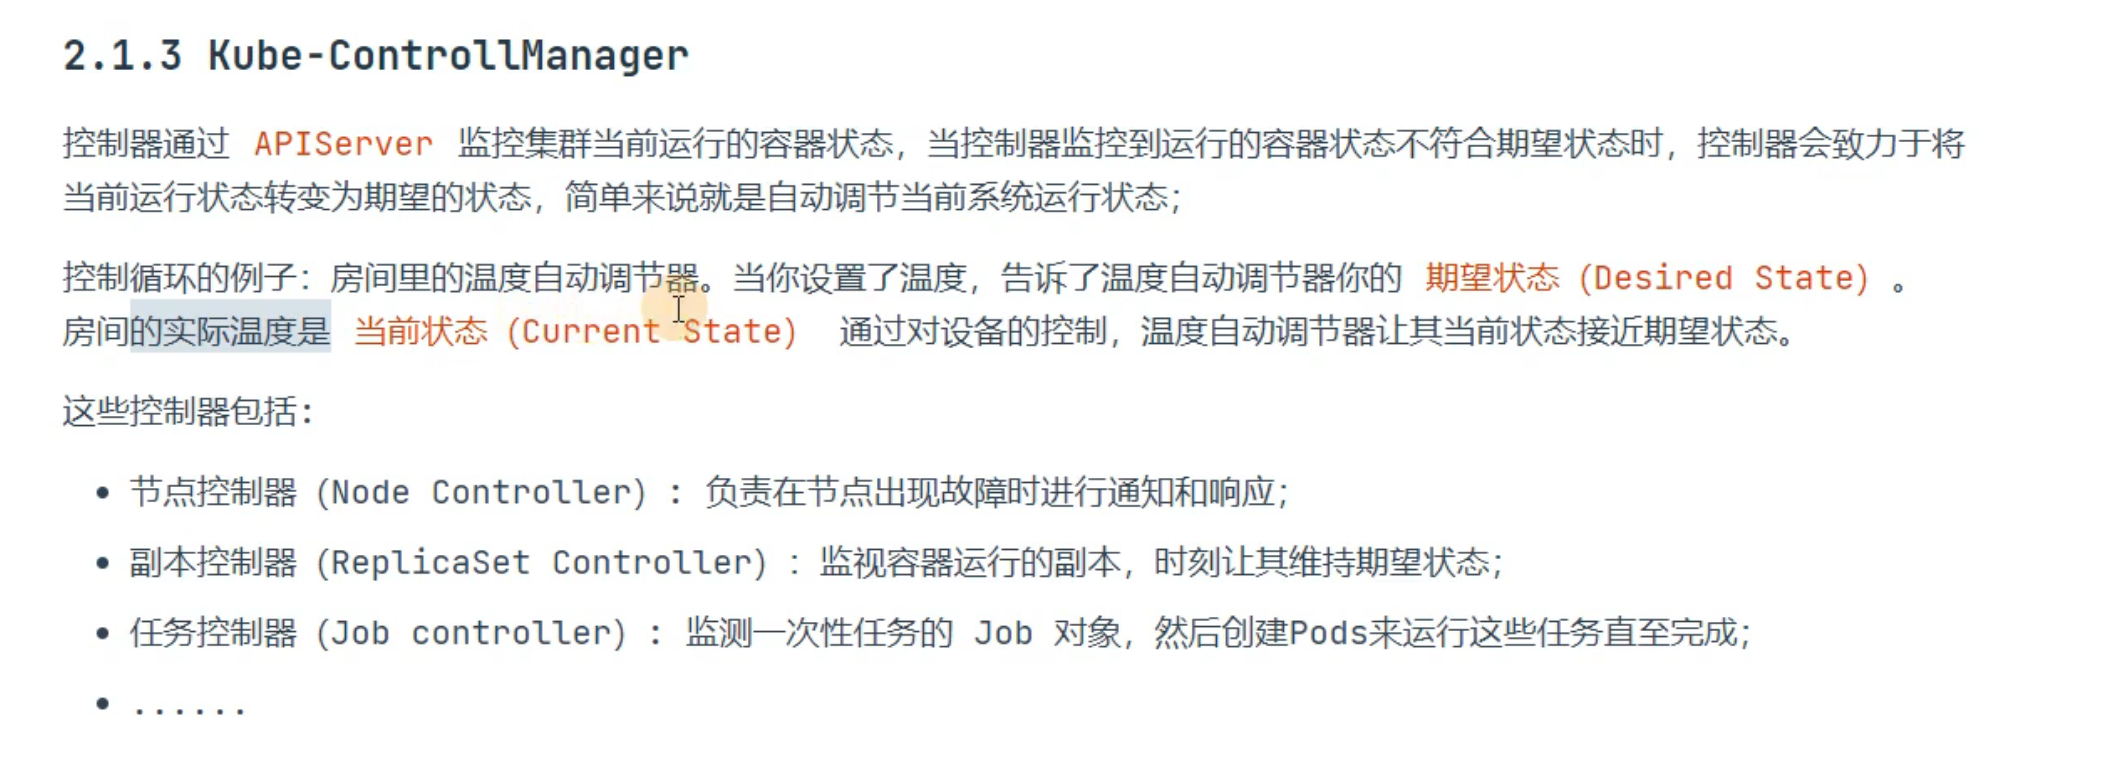 2.1.3 Kube-ControllManager
控制器通过 APIServer 监控集群当前运行的容器状态，当控制器监控到运行的容器状态不符合期望状态时，控制器会致力于将
当前运行状态转变为期望的状态，简单来说就是自动调节当前系统运行状态；
控制循环的例子：房间里的温度自动调节器。当你设置了温度，告诉了温度自动调节器你的 期望状态（Desired State）。
房间的实际温度是 当前状态（Current State） 通过对设备的控制，温度自动调节器让其当前状态接近期望状态。
这些控制器包括：
• 节点控制器（Node Controller）: 负责在节点出现故障时进行通知和响应；
• 副本控制器（ReplicaSet Controller）：监视容器运行的副本，时刻让其维持期望状态；
• 任务控制器（Job controller）: 监测一次性任务的 Job 对象，然后创建Pods来运行这些任务直至完成；
• ......